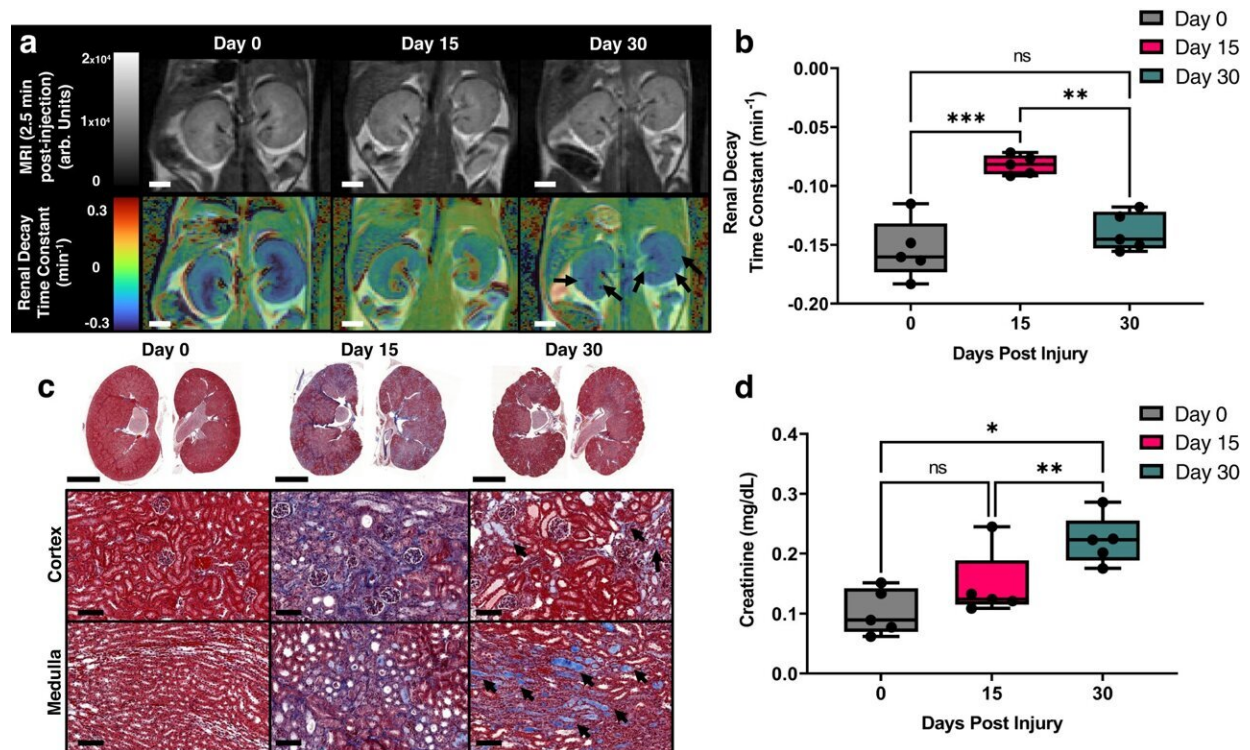 a
Day 0
Day 15
Day 30
MRI (2.5 min
post-injection)
(arb. Units)
2x10⁴
1x10⁴
0
Renal Decay
Time Constant
(min⁻¹)
0.3
0
-0.3
b
Day 0
Day 15
Day 30
ns
***
**
Renal Decay
Time Constant (min⁻¹)
0.00
-0.05
-0.10
-0.15
-0.20
0
15
30
Days Post Injury
c
Day 0
Day 15
Day 30
Cortex
Medulla
d
Day 0
Day 15
Day 30
*
ns
**
Creatinine (mg/dL)
0.4
0.3
0.2
0.1
0.0
0
15
30
Days Post Injury